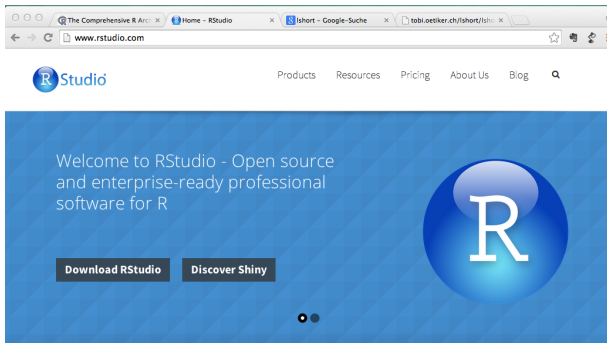 The Comprehensive R Arch
Home – RStudio
lshort – Google-Suche
tobi.oetiker.ch/lshort/lsho
www.rstudio.com
R Studio
Products Resources Pricing About Us Blog
Welcome to RStudio - Open source
and enterprise-ready professional
software for R
R
Download RStudio Discover Shiny